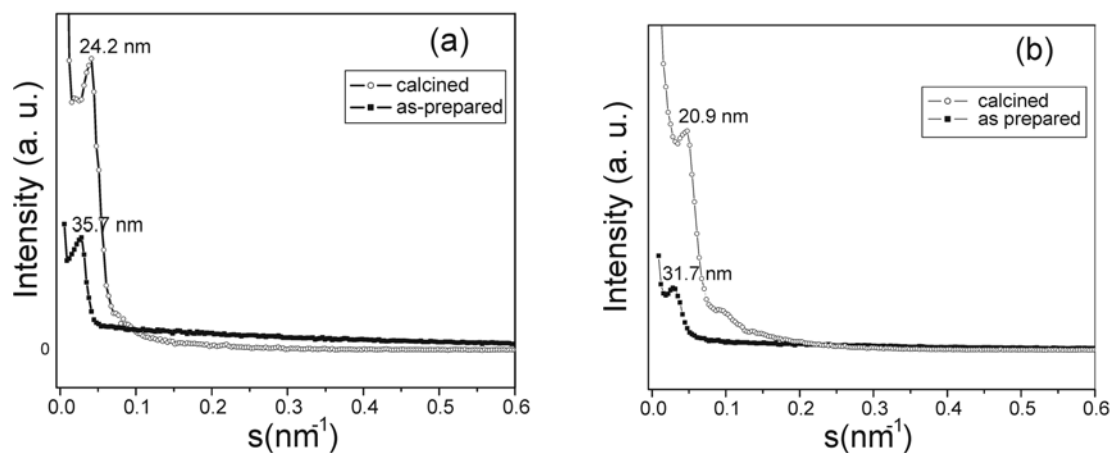 (a)
24.2 nm
calcined
as-prepared
35.7 nm
Intensity (a. u.)
0
0.0 0.1 0.2 0.3 0.4 0.5 0.6
s(nm⁻¹)
(b)
20.9 nm
calcined
as prepared
31.7 nm
Intensity (a. u.)
0.0 0.1 0.2 0.3 0.4 0.5 0.6
s(nm⁻¹)